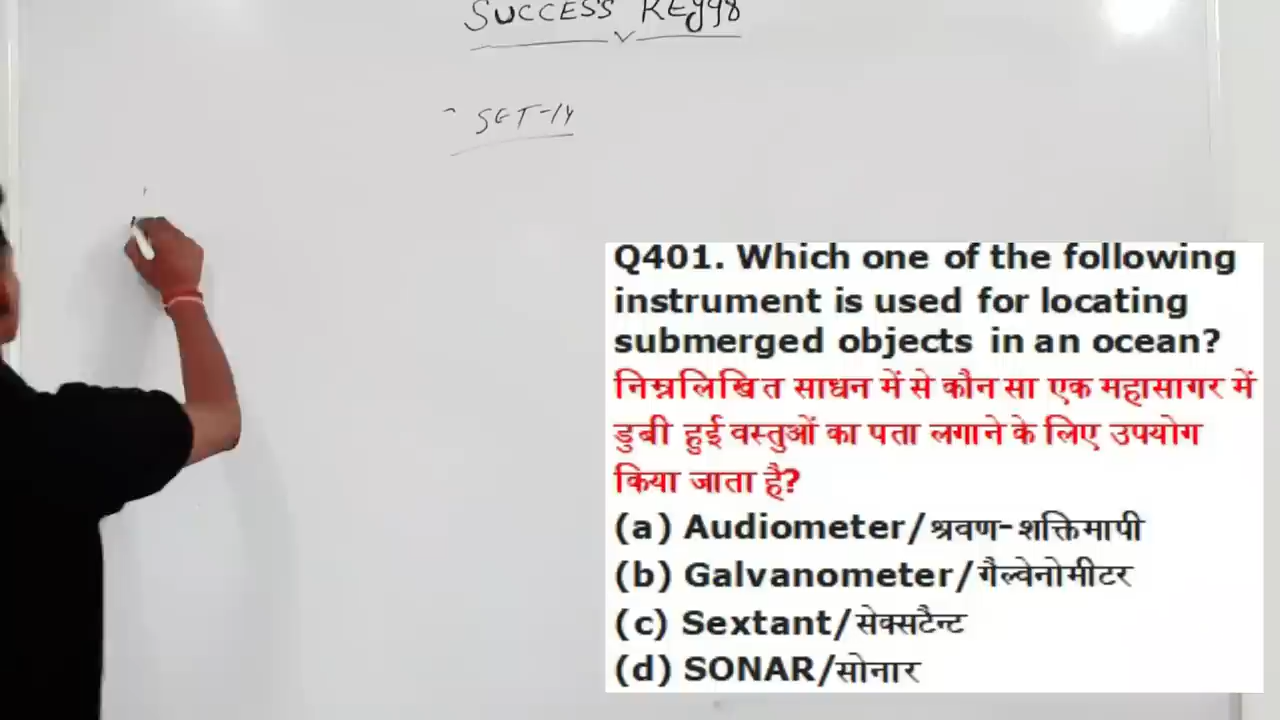 SUCCESS KEY98
SET-14
Q401. Which one of the following
instrument is used for locating
submerged objects in an ocean?
निम्नलिखित साधन में से कौन सा एक महासागर में
डुबी हुई वस्तुओं का पता लगाने के लिए उपयोग
किया जाता है?
(a) Audiometer/श्रवण-शक्तिमापी
(b) Galvanometer/गैल्वेनोमीटर
(c) Sextant/सेक्सटैन्ट
(d) SONAR/सोनार